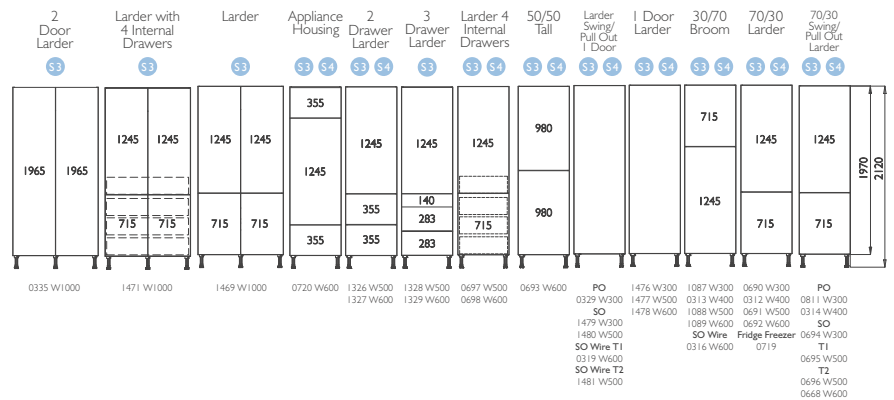 2
Door
Larder
S3
1965
1965
0335 W1000
Larder with
4 Internal
Drawers
S3
1245
1245
715
715
1471 W1000
Larder
S3
1245
1245
715
715
1469 W1000
Appliance
Housing
S3 S4
355
1245
355
0720 W600
2
Drawer
Larder
S3 S4
1245
355
355
1326 W500
1327 W600
3
Drawer
Larder
S3
1245
140
283
283
1328 W500
1329 W600
Larder 4
Internal
Drawers
S3 S4
1245
715
0697 W500
0698 W600
50/50
Tall
S3 S4
980
980
0693 W600
Larder
Swing/
Pull Out
1 Door
S3 S4
PO
0329 W300
SO
1479 W300
1480 W500
SO Wire T1
0319 W600
SO Wire T2
1481 W500
1 Door
Larder
S3 S4
1476 W300
1477 W500
1478 W600
30/70
Broom
S3 S4
715
1245
1087 W300
0313 W400
1088 W500
1089 W600
SO Wire
0316 W600
70/30
Larder
S3 S4
1245
715
0690 W300
0312 W400
0691 W500
0692 W600
Fridge Freezer
0719
70/30
Swing/
Pull Out
Larder
S3 S4
1245
715
PO
0811 W300
0314 W400
SO
0694 W300
T1
0695 W500
T2
0696 W500
0668 W600
1970
2120